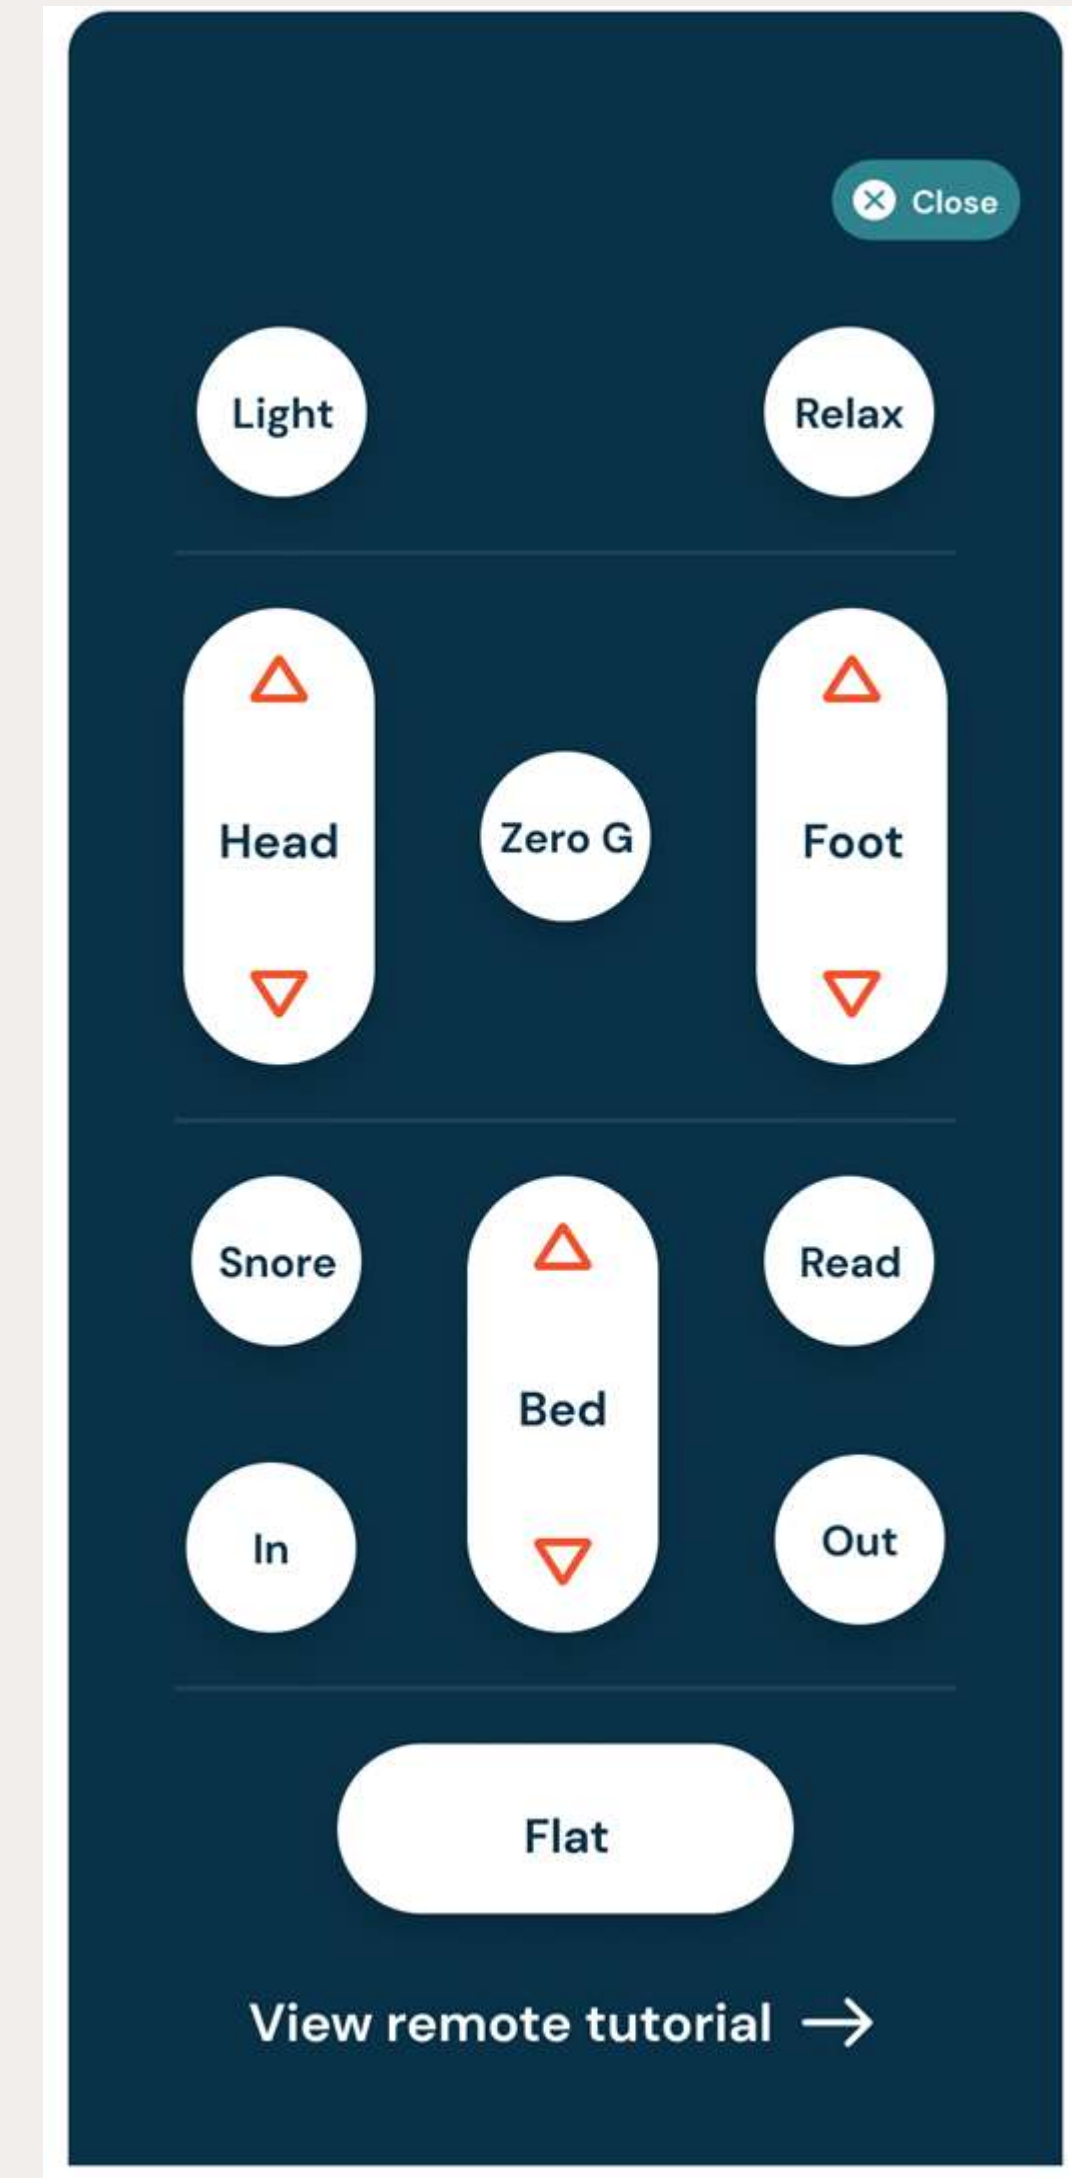 Close
Light
Relax
Head
Zero G
Foot
Snore
Read
Bed
In
Out
Flat
View remote tutorial